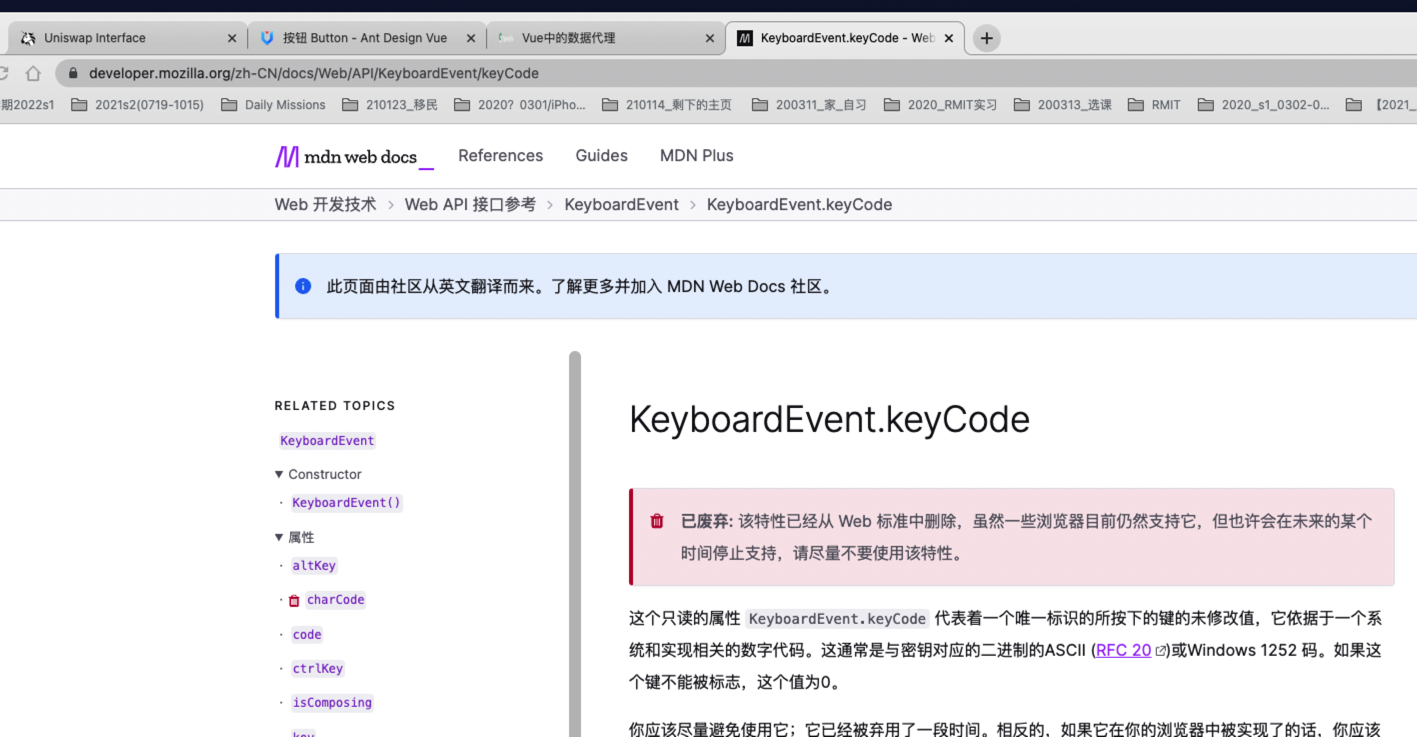 Uniswap Interface
按钮 Button - Ant Design Vue
Vue中的数据代理
KeyboardEvent.keyCode - Web
developer.mozilla.org/zh-CN/docs/Web/API/KeyboardEvent/keyCode
期2022s1 2021s2(0719-1015) Daily Missions 210123_移民 2020? 0301/iPho... 210114_剩下的主页 200311_家_自习 2020_RMIT实习 200313_选课 RMIT 2020_s1_0302-0... 【2021_
mdn web docs_ References Guides MDN Plus
Web 开发技术 > Web API 接口参考 > KeyboardEvent > KeyboardEvent.keyCode
此页面由社区从英文翻译而来。了解更多并加入 MDN Web Docs 社区。
RELATED TOPICS
KeyboardEvent
Constructor
KeyboardEvent()
属性
altKey
charCode
code
ctrlKey
isComposing
key
KeyboardEvent.keyCode
已废弃: 该特性已经从 Web 标准中删除，虽然一些浏览器目前仍然支持它，但也许会在未来的某个
时间停止支持，请尽量不要使用该特性。
这个只读的属性 KeyboardEvent.keyCode 代表着一个唯一标识的所按下的键的未修改值，它依据于一个系
统和实现相关的数字代码。这通常是与密钥对应的二进制的ASCII (RFC 20)或Windows 1252 码。如果这
个键不能被标志，这个值为0。
你应该尽量避免使用它；它已经被弃用了一段时间。相反的，如果它在你的浏览器中被实现了的话，你应该